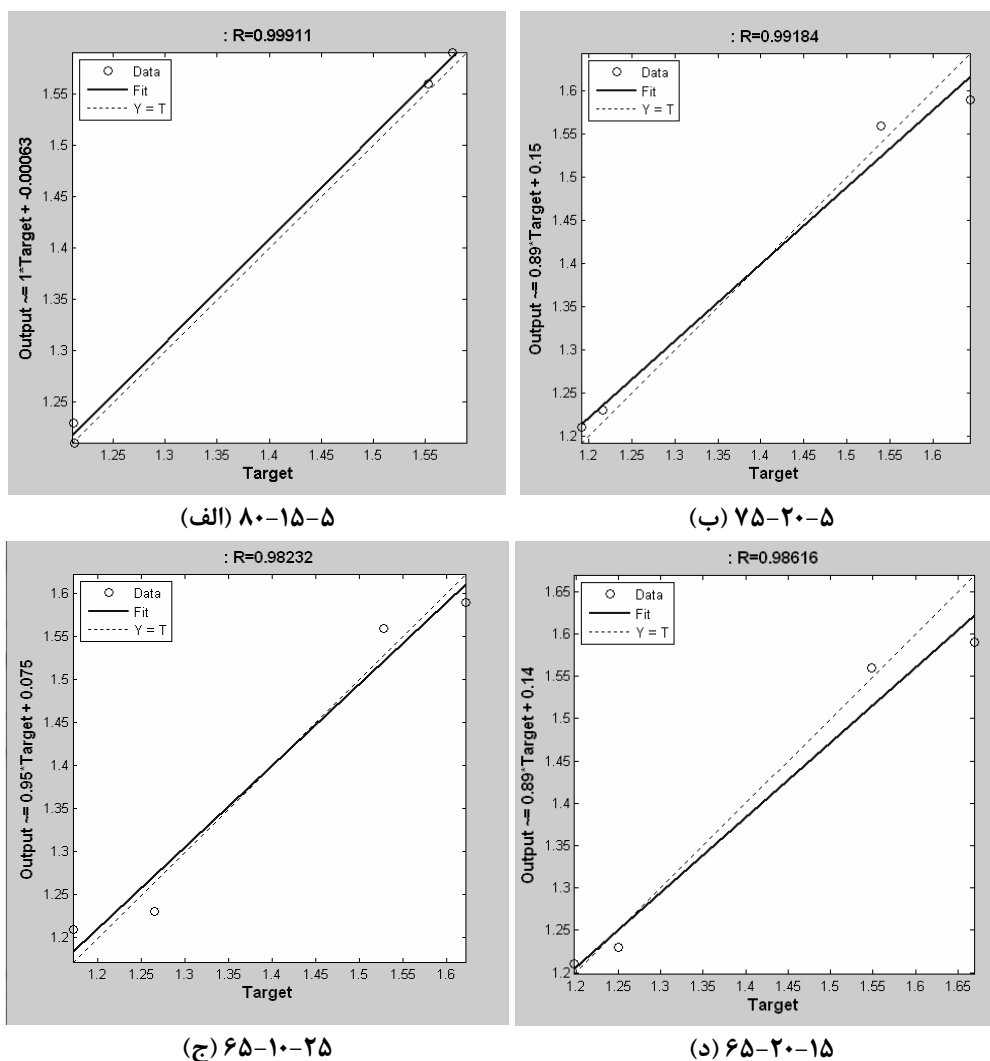 : R=0.99911
Data
Fit
Y = T
Output ~= 1*Target + -0.00063
1.55
1.5
1.45
1.4
1.35
1.3
1.25
1.25 1.3 1.35 1.4 1.45 1.5 1.55
Target
۸۰-۱۵-۵ (الف)
: R=0.99184
Data
Fit
Y = T
Output ~= 0.89*Target + 0.15
1.6
1.55
1.5
1.45
1.4
1.35
1.3
1.25
1.2
1.2 1.25 1.3 1.35 1.4 1.45 1.5 1.55 1.6
Target
۷۵-۲۰-۵ (ب)
: R=0.98232
Data
Fit
Y = T
Output ~= 0.95*Target + 0.075
1.6
1.55
1.5
1.45
1.4
1.35
1.3
1.25
1.2
1.2 1.25 1.3 1.35 1.4 1.45 1.5 1.55 1.6
Target
۶۵-۱۰-۲۵ (ج)
: R=0.98616
Data
Fit
Y = T
Output ~= 0.89*Target + 0.14
1.65
1.6
1.55
1.5
1.45
1.4
1.35
1.3
1.25
1.2
1.2 1.25 1.3 1.35 1.4 1.45 1.5 1.55 1.6 1.65
Target
۶۵-۲۰-۱۵ (د)